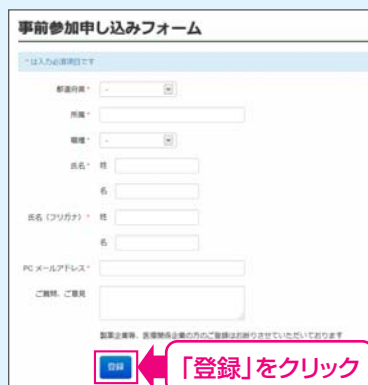 事前参加申し込みフォーム
*は入力必須項目です
都道府県*
-
所属*
職種*
-
氏名* 姓
名
氏名（フリガナ）* 姓
名
PC メールアドレス*
ご質問、ご意見
製薬企業等、医療関係企業の方のご登録はお断りさせていただいております
登録
「登録」をクリック